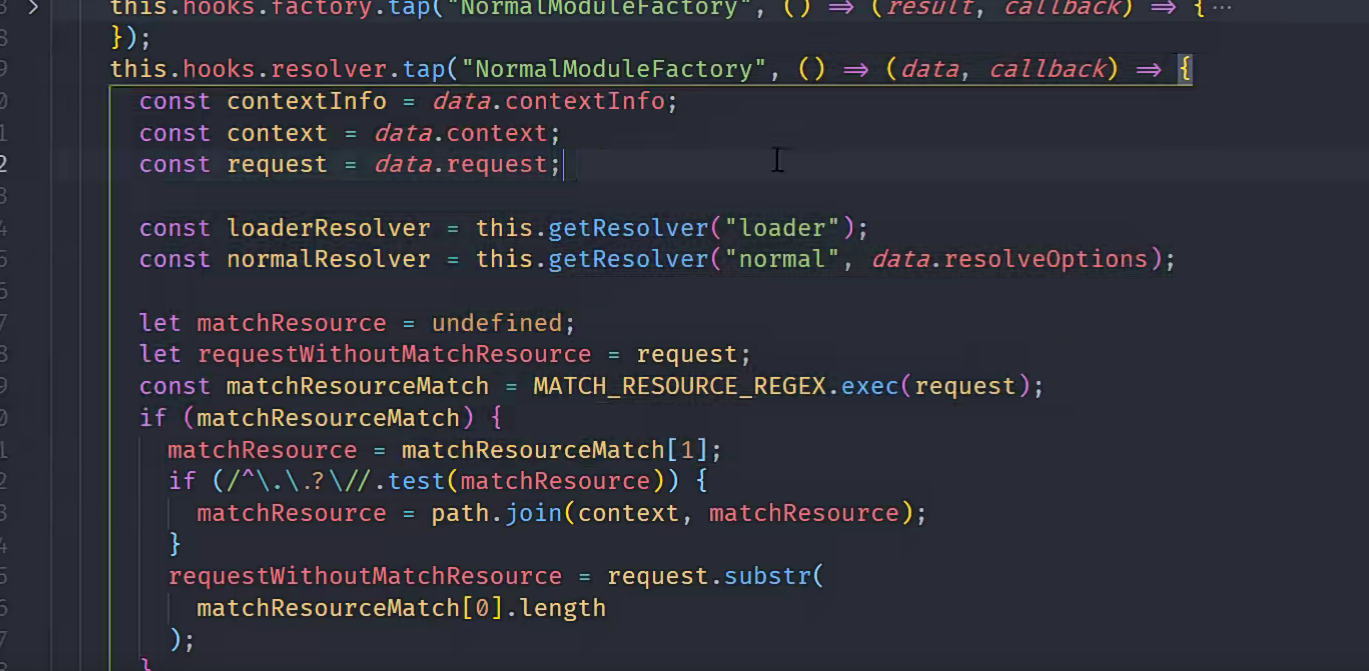 this.hooks.factory.tap("NormalModuleFactory", () => (result, callback) => {…
});
this.hooks.resolver.tap("NormalModuleFactory", () => (data, callback) => {
const contextInfo = data.contextInfo;
const context = data.context;
const request = data.request;
const loaderResolver = this.getResolver("loader");
const normalResolver = this.getResolver("normal", data.resolveOptions);
let matchResource = undefined;
let requestWithoutMatchResource = request;
const matchResourceMatch = MATCH_RESOURCE_REGEX.exec(request);
if (matchResourceMatch) {
matchResource = matchResourceMatch[1];
if (/^\.\.?\//.test(matchResource)) {
matchResource = path.join(context, matchResource);
}
requestWithoutMatchResource = request.substr(
matchResourceMatch[0].length
);
}